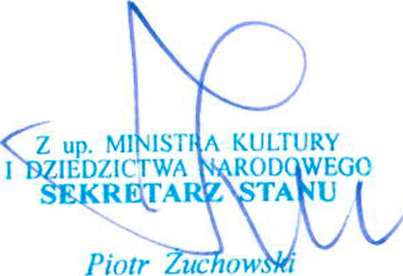 Z up. MINISTRA KULTURY
I DZIEDZICTWA NARODOWEGO
SEKRETARZ STANU
Piotr Żuchowski